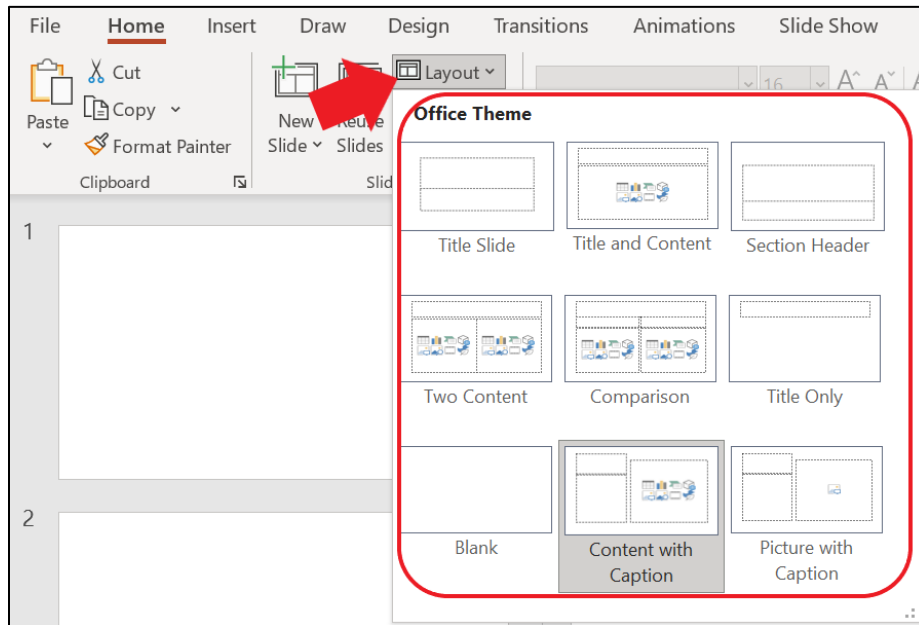 File Home Insert Draw Design Transitions Animations Slide Show
Cut
Layout
16
Copy
Paste
Format Painter
New Slide
Reuse Slides
Clipboard
Office Theme
Title Slide
Title and Content
Section Header
Two Content
Comparison
Title Only
Blank
Content with
Caption
Picture with
Caption
1
2